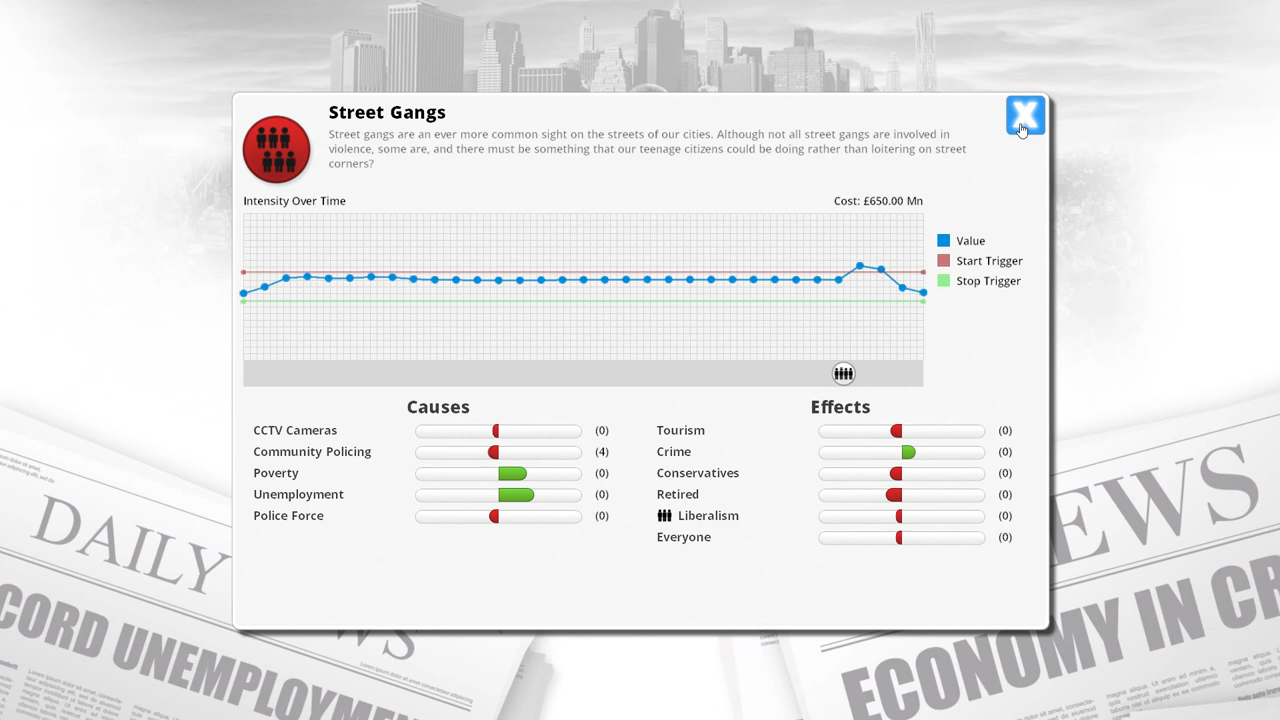 Street Gangs
Street gangs are an ever more common sight on the streets of our cities. Although not all street gangs are involved in
violence, some are, and there must be something that our teenage citizens could be doing rather than loitering on street
corners?
X
Intensity Over Time
Cost: £650.00 Mn
Value
Start Trigger
Stop Trigger
Causes
CCTV Cameras (0)
Community Policing (4)
Poverty (0)
Unemployment (0)
Police Force (0)
Effects
Tourism (0)
Crime (0)
Conservatives (0)
Retired (0)
Liberalism (0)
Everyone (0)
DAILY
WS
CORD UNEMPLOYME
EWS
ECONOMY IN CR